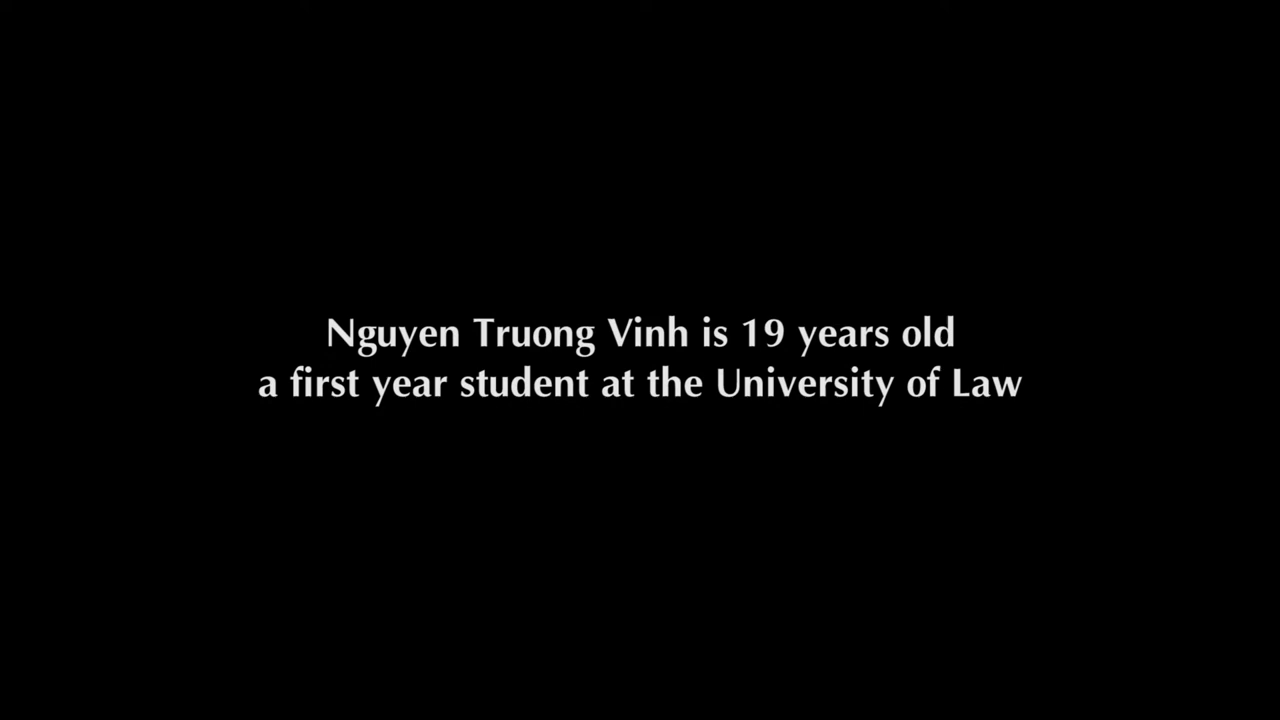 Nguyen Truong Vinh is 19 years old
a first year student at the University of Law